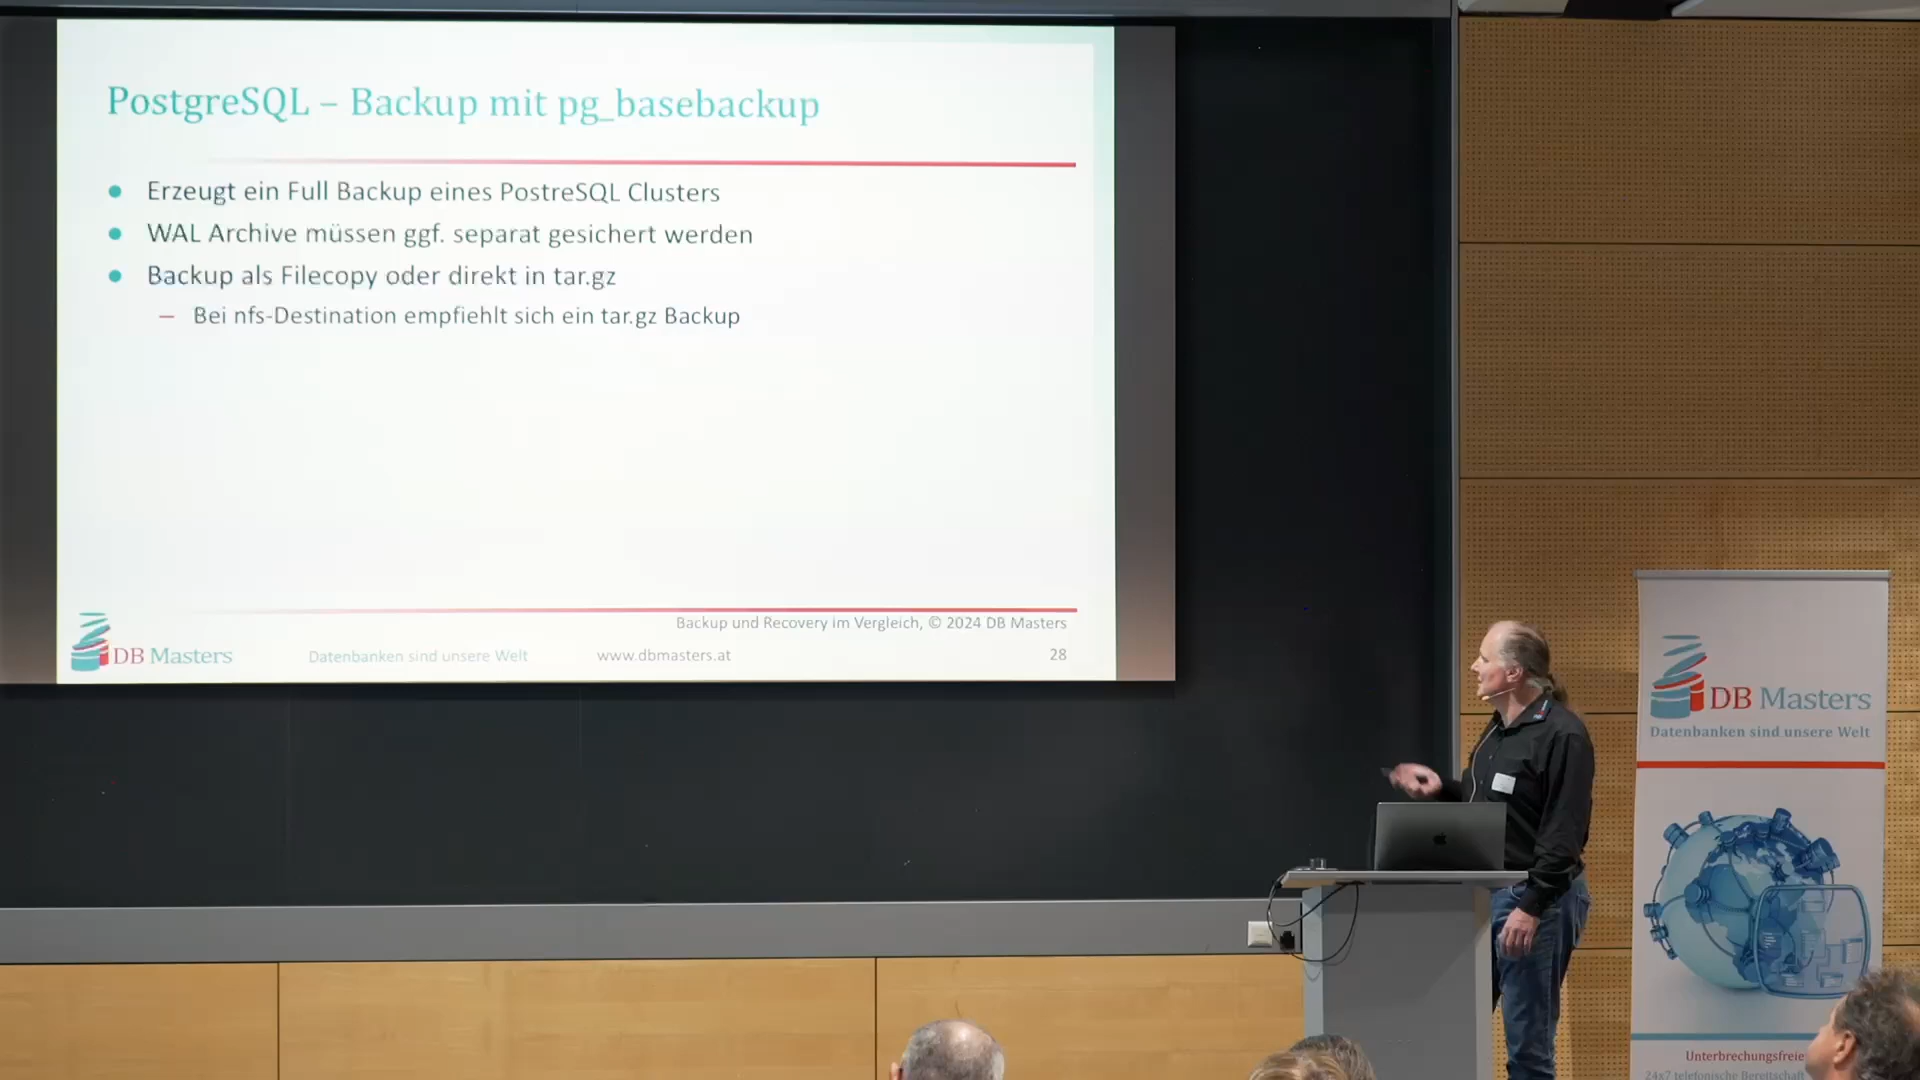 PostgreSQL – Backup mit pg_basebackup
● Erzeugt ein Full Backup eines PostreSQL Clusters
● WAL Archive müssen ggf. separat gesichert werden
● Backup als Filecopy oder direkt in tar.gz
– Bei nfs-Destination empfiehlt sich ein tar.gz Backup
Backup und Recovery im Vergleich, © 2024 DB Masters
DB Masters Datenbanken sind unsere Welt www.dbmasters.at 28
DB Masters
Datenbanken sind unsere Welt
Unterbrechungsfreie
24x7 telefonische Bereitschaft